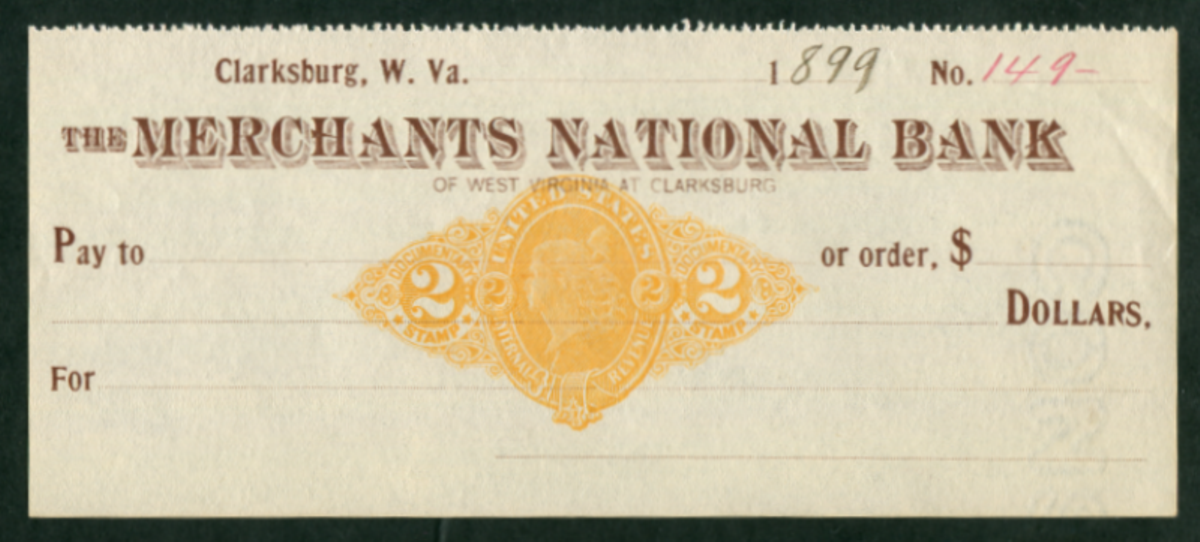 Clarksburg, W. Va. 1899 No. 149-
THE MERCHANTS NATIONAL BANK
OF WEST VIRGINIA AT CLARKSBURG
UNITED STATES
Pay to or order, $
DOCUMENTARY DOCUMENTARY
2 2 2 2
STAMP STAMP
INTERNAL REVENUE
DOLLARS.
For